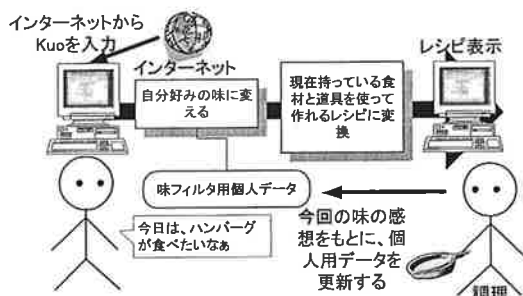 インターネットから
Kuoを入力
インターネット
レシピ表示
自分好みの味に変
える
現在持っている食
材と道具を使って
作れるレシピに変
換
味フィルタ用個人データ
今日は、ハンバーグ
が食べたいなぁ
今回の味の感
想をもとに、個
人用データを
更新する
調理